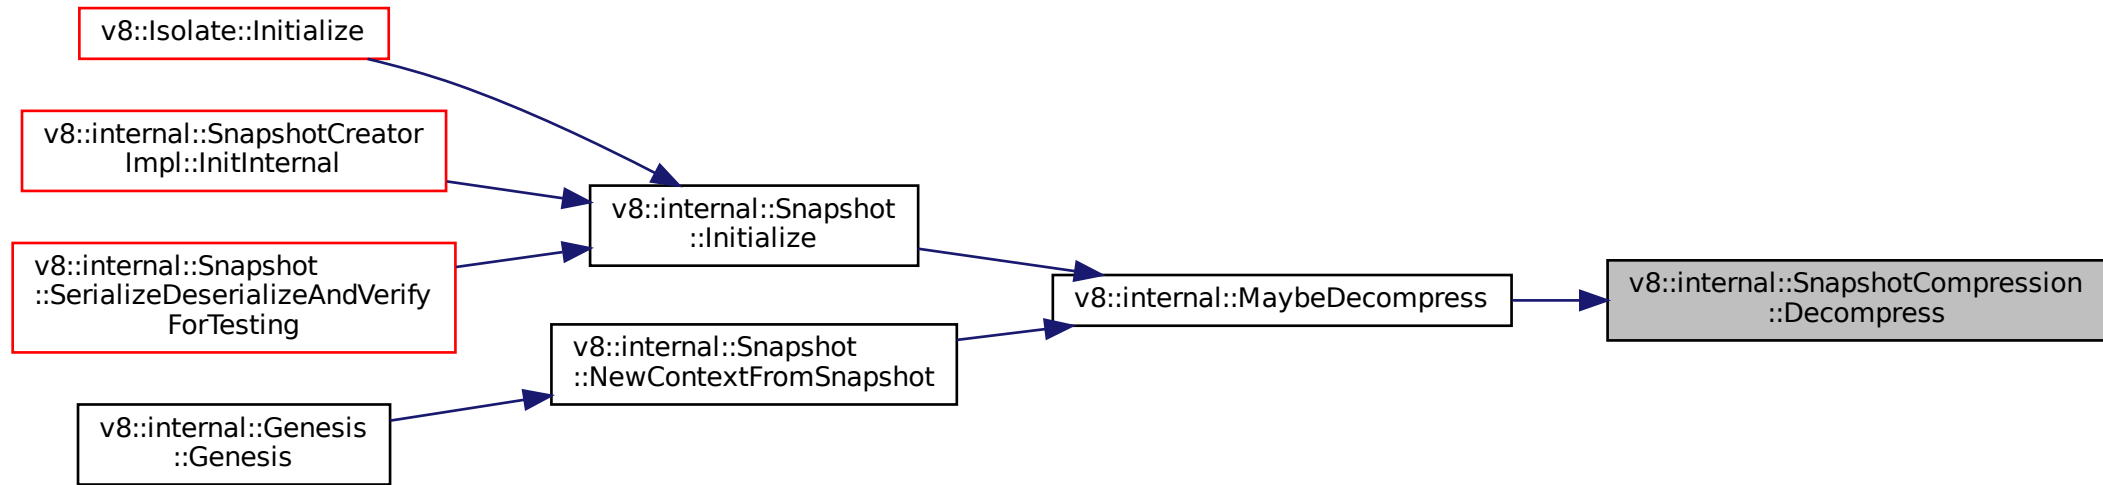 v8::Isolate::Initialize
v8::internal::SnapshotCreator
Impl::InitInternal
v8::internal::Snapshot
::SerializeDeserializeAndVerify
ForTesting
v8::internal::Genesis
::Genesis
v8::internal::Snapshot
::Initialize
v8::internal::Snapshot
::NewContextFromSnapshot
v8::internal::MaybeDecompress
v8::internal::SnapshotCompression
::Decompress